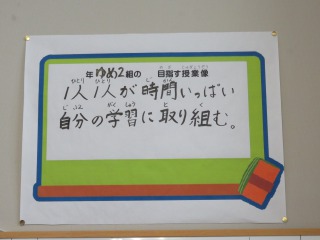 年 ゆめ2組の 目指す授業像
1人1人が時間いっぱい
自分の学習に取り組む。